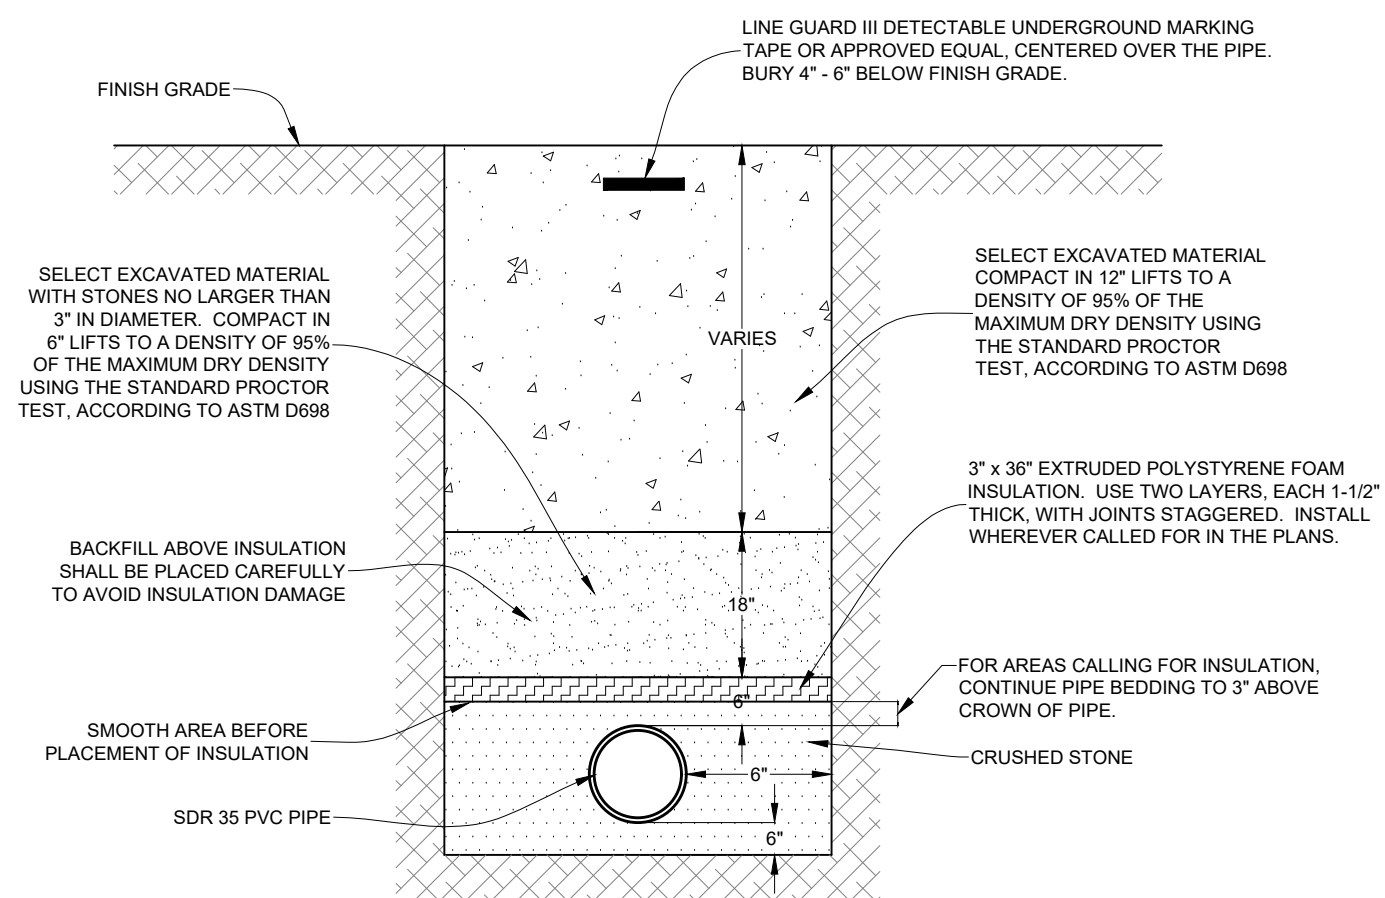 LINE GUARD III DETECTABLE UNDERGROUND MARKING
TAPE OR APPROVED EQUAL, CENTERED OVER THE PIPE.
BURY 4" - 6" BELOW FINISH GRADE.
FINISH GRADE
SELECT EXCAVATED MATERIAL
WITH STONES NO LARGER THAN
3" IN DIAMETER. COMPACT IN
6" LIFTS TO A DENSITY OF 95%
OF THE MAXIMUM DRY DENSITY
USING THE STANDARD PROCTOR
TEST, ACCORDING TO ASTM D698
SELECT EXCAVATED MATERIAL
COMPACT IN 12" LIFTS TO A
DENSITY OF 95% OF THE
MAXIMUM DRY DENSITY USING
THE STANDARD PROCTOR
TEST, ACCORDING TO ASTM D698
VARIES
3" x 36" EXTRUDED POLYSTYRENE FOAM
INSULATION. USE TWO LAYERS, EACH 1-1/2"
THICK, WITH JOINTS STAGGERED. INSTALL
WHEREVER CALLED FOR IN THE PLANS.
BACKFILL ABOVE INSULATION
SHALL BE PLACED CAREFULLY
TO AVOID INSULATION DAMAGE
18"
FOR AREAS CALLING FOR INSULATION,
CONTINUE PIPE BEDDING TO 3" ABOVE
CROWN OF PIPE.
6"
SMOOTH AREA BEFORE
PLACEMENT OF INSULATION
CRUSHED STONE
6"
SDR 35 PVC PIPE
6"